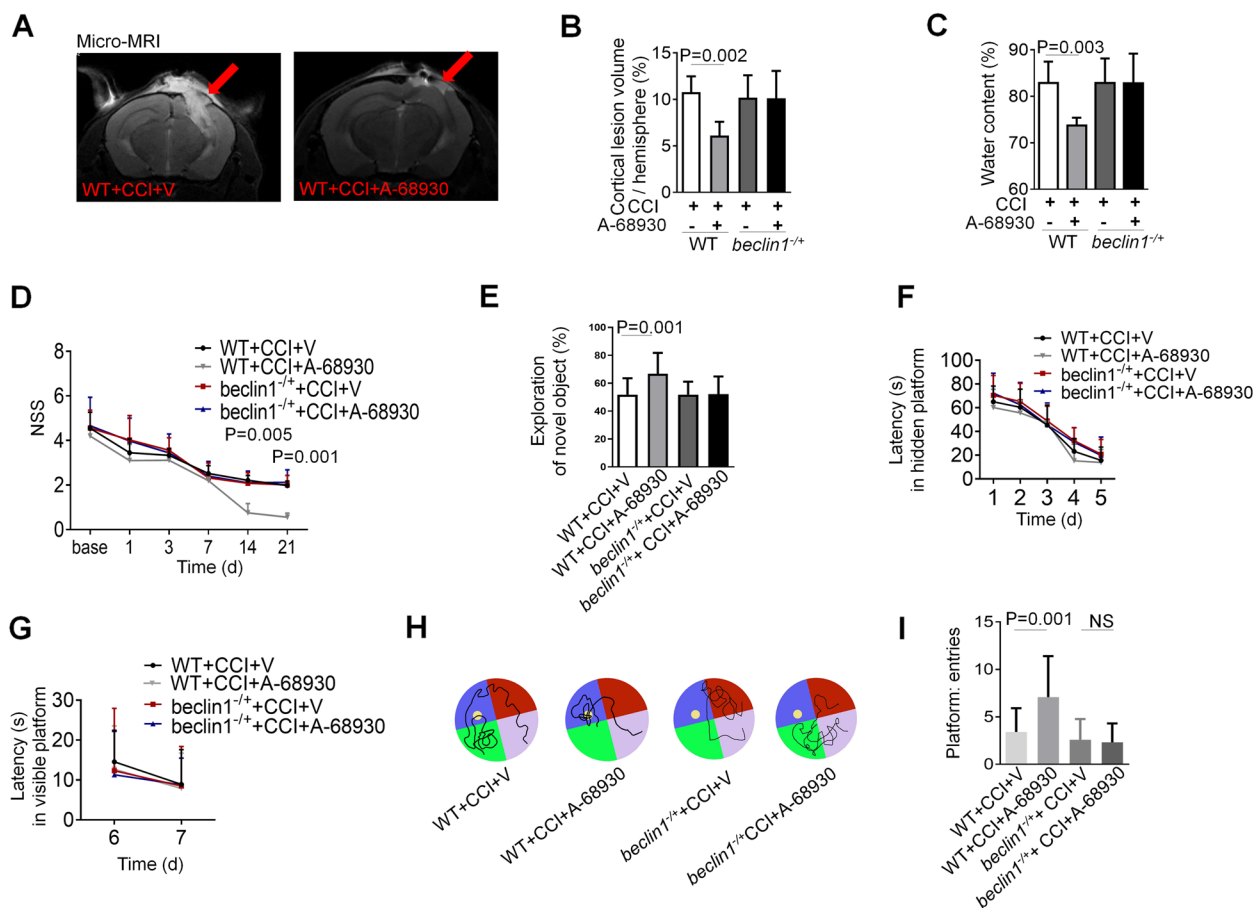 A
Micro-MRI
WT+CCI+V
WT+CCI+A-68930
B
Cortical lesion volume
/ hemisphere (%)
15
10
5
0
P=0.002
CCI + + + +
A-68930 - + - +
WT
beclin1-/+
C
Water content (%)
90
80
70
60
P=0.003
CCI + + + +
A-68930 - + - +
WT
beclin1-/+
D
NSS
8
6
4
2
0
WT+CCI+V
WT+CCI+A-68930
beclin1-/++CCI+V
beclin1-/++CCI+A-68930
P=0.005
P=0.001
base 1 3 7 14 21
Time (d)
E
Exploration
of novel object (%)
100
80
60
40
20
0
P=0.001
WT+CCI+V
WT+CCI+A-68930
beclin1-/++CCI+V
beclin1-/++ CCI+A-68930
F
Latency (s)
in hidden platform
100
80
60
40
20
0
WT+CCI+V
WT+CCI+A-68930
beclin1-/++CCI+V
beclin1-/++CCI+A-68930
1 2 3 4 5
Time (d)
G
Latency (s)
in visible platform
30
20
10
0
WT+CCI+V
WT+CCI+A-68930
beclin1-/++CCI+V
beclin1-/++CCI+A-68930
6 7
Time (d)
H
WT+CCI+V
WT+CCI+A-68930
beclin1-/++CCI+V
beclin1-/+CCI+A-68930
I
Platform: entries
15
10
5
0
P=0.001
NS
WT+CCI+V
WT+CCI+A-68930
beclin1-/++ CCI+V
beclin1-/++ CCI+A-68930